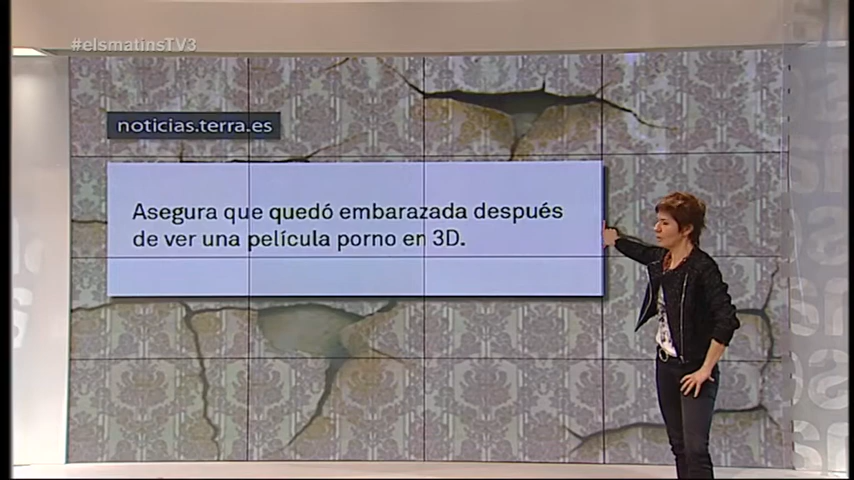 #elsmatinsTV3
noticias.terra.es
Asegura que quedó embarazada después
de ver una película porno en 3D.